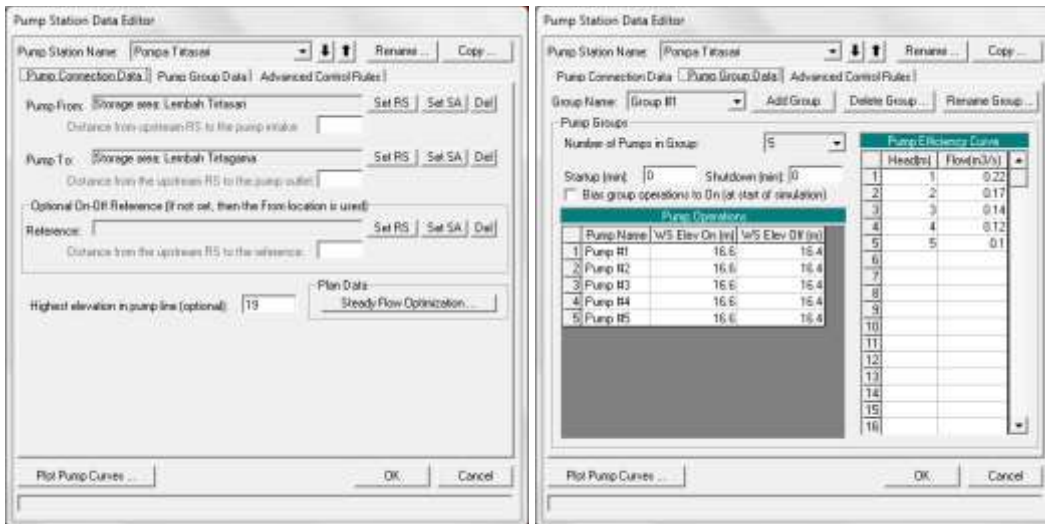 Pump Station Data Editor
Pump Station Name: Pompa Tetasari Rename ... Copy ...
Pump Connection Data Pump Group Data Advanced Control Rules
Pump From: Storage area: Lembah Tetasari Set RS Set SA Del
Distance from upstream RS to the pump intake:
Pump To: Storage area: Lembah Tetagama Set RS Set SA Del
Distance from the upstream RS to the pump outlet:
Optional On-Off Reference (If not set, then the From location is used)
Reference: Set RS Set SA Del
Distance from the upstream RS to the reference:
Highest elevation in pump line (optional): 19
Plan Data
Steady Flow Optimization ...
Plot Pump Curves ... OK Cancel
Pump Station Data Editor
Pump Station Name: Pompa Tetasari Rename ... Copy ...
Pump Connection Data Pump Group Data Advanced Control Rules
Group Name: Group #1 Add Group Delete Group ... Rename Group ...
Pump Groups
Number of Pumps in Group: 5
Startup (min): 0 Shutdown (min): 0
Bias group operations to On (at start of simulation)
Pump Operations
Pump Name WS Elev On (m) WS Elev Off (m)
1 Pump #1 16.6 16.4
2 Pump #2 16.6 16.4
3 Pump #3 16.6 16.4
4 Pump #4 16.6 16.4
5 Pump #5 16.6 16.4
Pump Efficiency Curve
Head(m) Flow(m3/s)
1 1 0.22
2 2 0.17
3 3 0.14
4 4 0.12
5 5 0.1
6
7
8
9
10
11
12
13
14
15
16
Plot Pump Curves ... OK Cancel